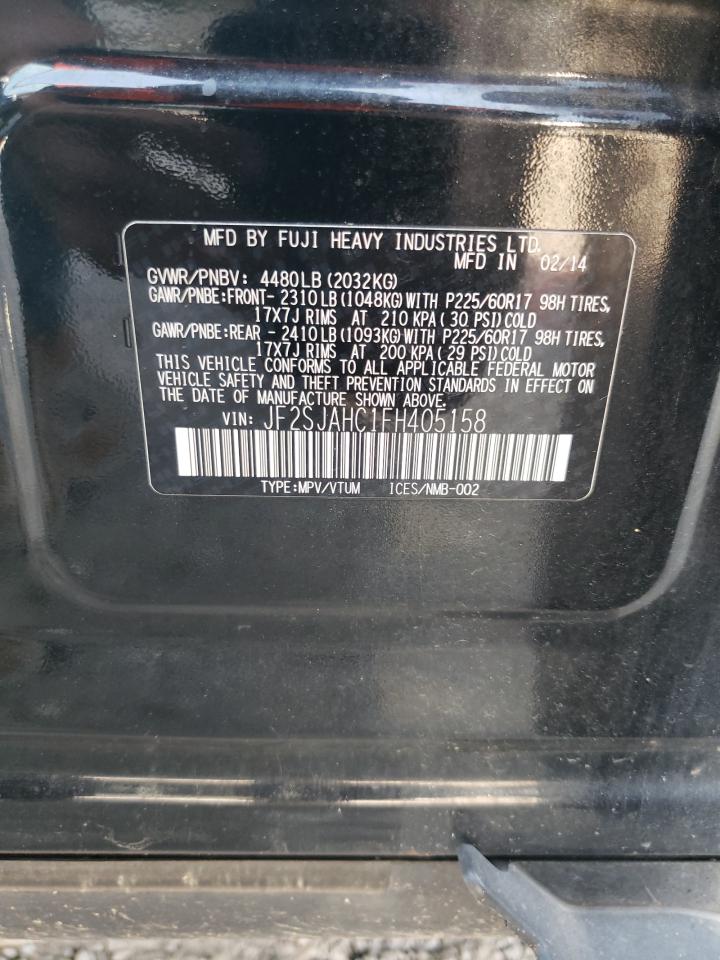 MFD BY FUJI HEAVY INDUSTRIES LTD.
MFD IN 02/14
GVWR/PNBV: 4480LB(2032KG)
GAWR/PNBE:FRONT- 2310LB(1048KG)WITH P225/60R17 98H TIRES,
17X7J RIMS AT 210 KPA(30 PSI)COLD
GAWR/PNBE:REAR - 2410LB(1093KG)WITH P225/60R17 98H TIRES,
17X7J RIMS AT 200 KPA(29 PSI)COLD
THIS VEHICLE CONFORMS TO ALL APPLICABLE FEDERAL MOTOR
VEHICLE SAFETY AND THEFT PREVENTION STANDARDS IN EFFECT ON
THE DATE OF MANUFACTURE SHOWN ABOVE.
VIN: JF2SJAHC1FH405158
TYPE:MPV/VTUM ICES/NMB-002